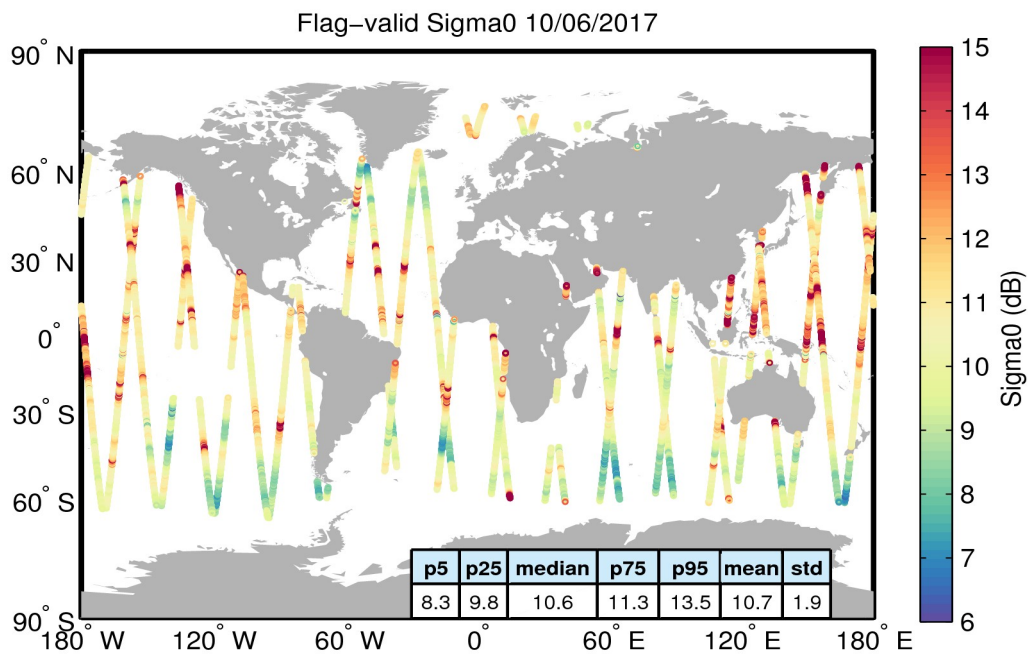 Flag−valid Sigma0 10/06/2017
90° N
60° N
30° N
0°
30° S
60° S
90° S
180° W
120° W
60° W
0°
60° E
120° E
180° E
p5 p25 median p75 p95 mean std
8.3 9.8 10.6 11.3 13.5 10.7 1.9
15
14
13
12
11
10
9
8
7
6
Sigma0 (dB)